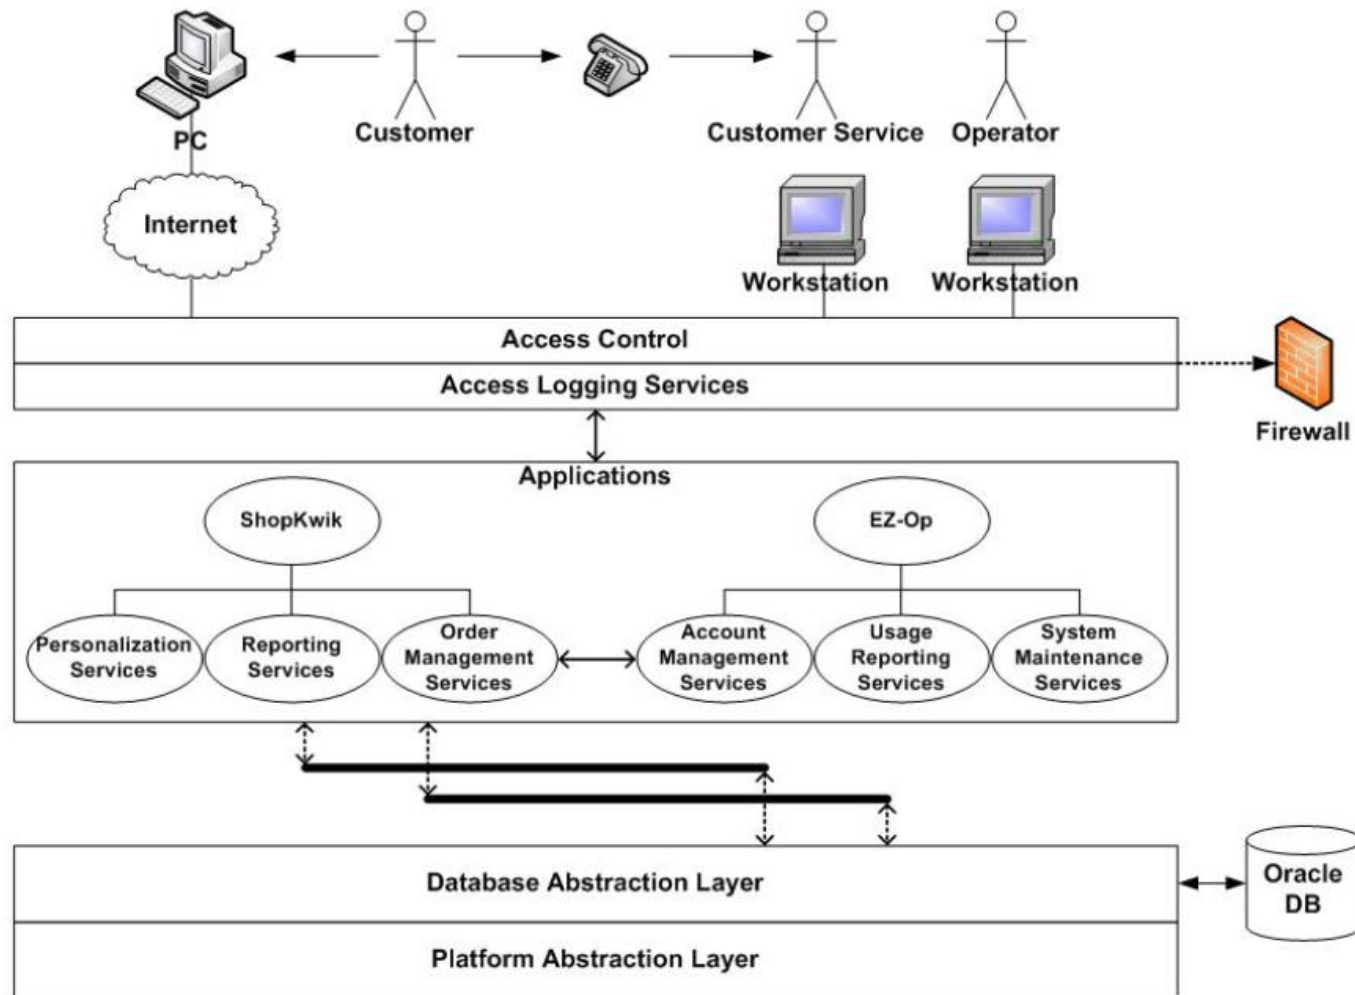 PC
Customer
Customer Service
Operator
Internet
Workstation
Workstation
Access Control
Access Logging Services
Firewall
Applications
ShopKwik
EZ-Op
Personalization
Services
Reporting
Services
Order
Management
Services
Account
Management
Services
Usage
Reporting
Services
System
Maintenance
Services
Database Abstraction Layer
Oracle
DB
Platform Abstraction Layer